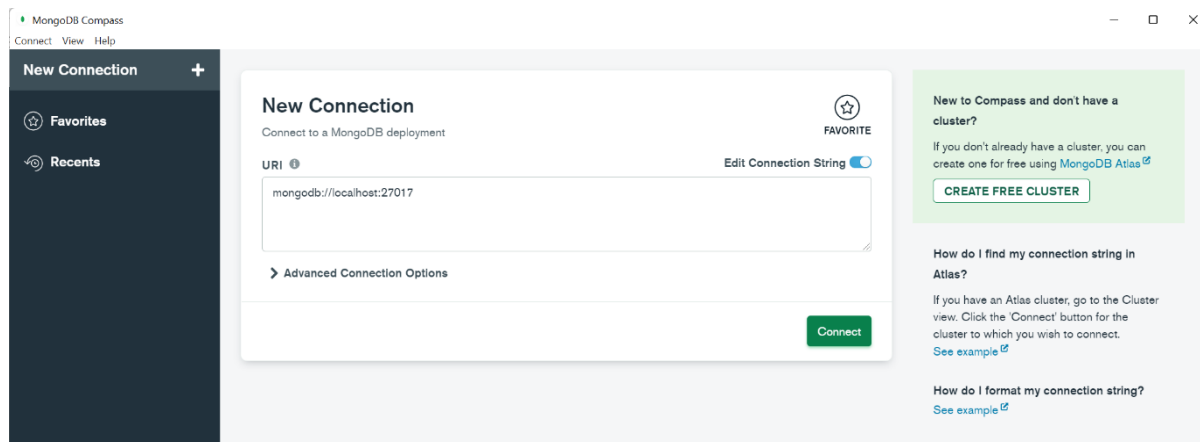 MongoDB Compass
Connect View Help
New Connection
Favorites
Recents
New Connection
Connect to a MongoDB deployment
FAVORITE
URI
Edit Connection String
mongodb://localhost:27017
Advanced Connection Options
Connect
New to Compass and don't have a
cluster?
If you don't already have a cluster, you can
create one for free using MongoDB Atlas
CREATE FREE CLUSTER
How do I find my connection string in
Atlas?
If you have an Atlas cluster, go to the Cluster
view. Click the 'Connect' button for the
cluster to which you wish to connect.
See example
How do I format my connection string?
See example